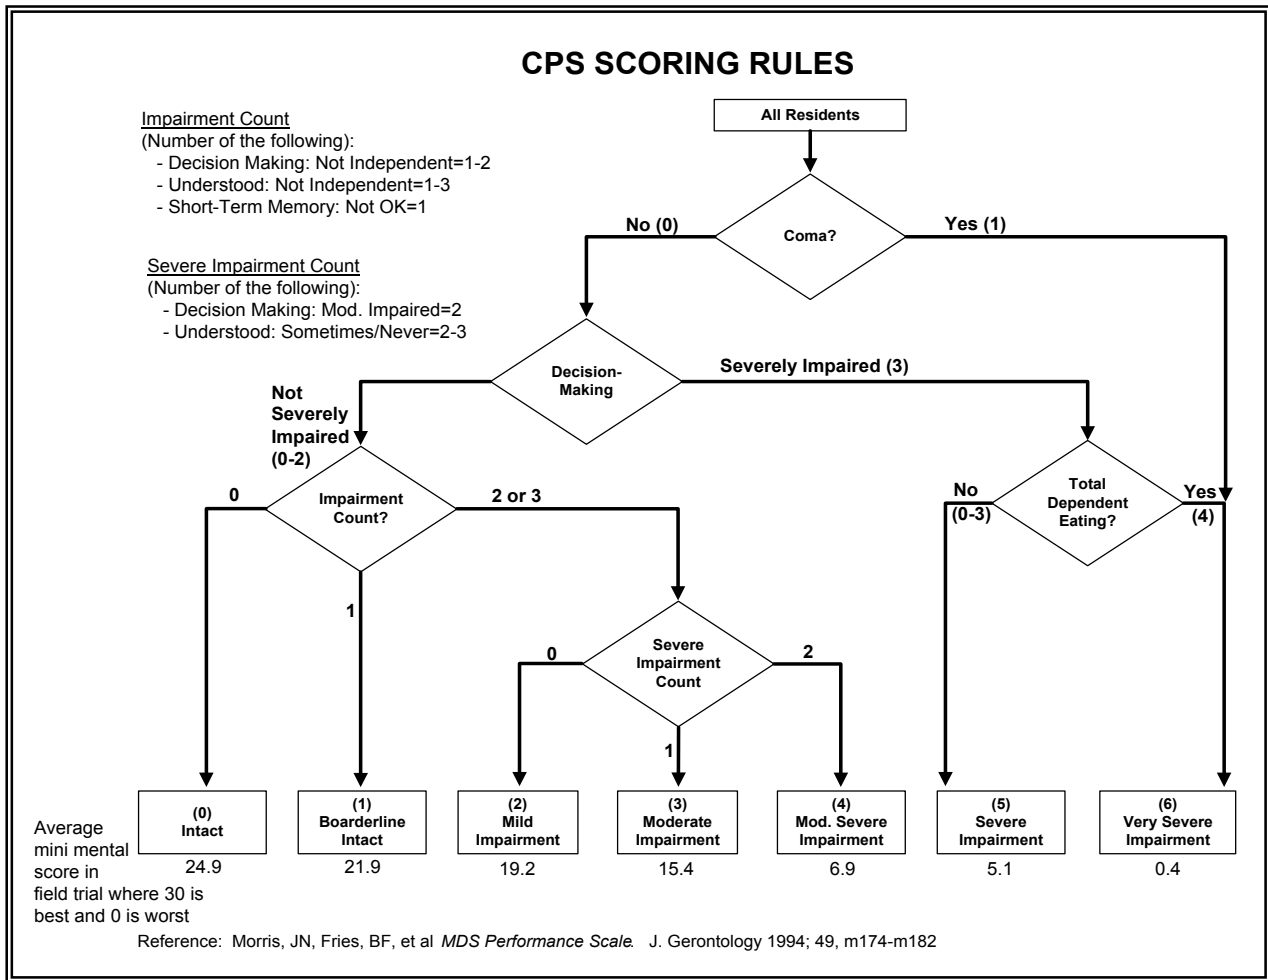 CPS SCORING RULES
Impairment Count
(Number of the following):
- Decision Making: Not Independent=1-2
- Understood: Not Independent=1-3
- Short-Term Memory: Not OK=1
Severe Impairment Count
(Number of the following):
- Decision Making: Mod. Impaired=2
- Understood: Sometimes/Never=2-3
All Residents
No (0)
Coma?
Yes (1)
Decision-
Making
Severely Impaired (3)
Not
Severely
Impaired
(0-2)
0
Impairment
Count?
2 or 3
1
No
(0-3)
Total
Dependent
Eating?
Yes
(4)
0
Severe
Impairment
Count
2
1
(0)
Intact
24.9
(1)
Boarderline
Intact
21.9
(2)
Mild
Impairment
19.2
(3)
Moderate
Impairment
15.4
(4)
Mod. Severe
Impairment
6.9
(5)
Severe
Impairment
5.1
(6)
Very Severe
Impairment
0.4
Average
mini mental
score in
field trial where 30 is
best and 0 is worst
Reference: Morris, JN, Fries, BF, et al MDS Performance Scale. J. Gerontology 1994; 49, m174-m182